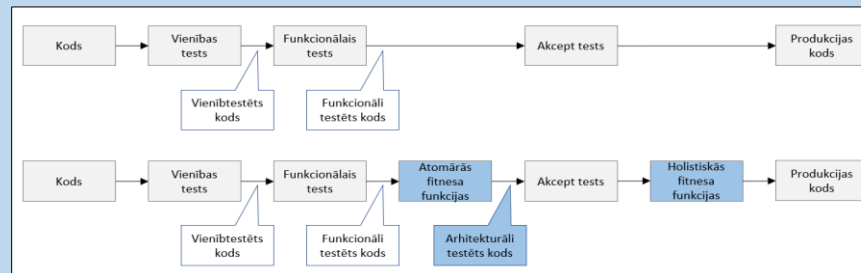 Kods
Vienības
tests
Funkcionālais
tests
Akcept tests
Produkcijas
kods
Vienībtestēts
kods
Funkcionāli
testēts kods
Kods
Vienības
tests
Funkcionālais
tests
Atomārās
fitnesa
funkcijas
Akcept tests
Holistiskās
fitnesa
funkcijas
Produkcijas
kods
Vienībtestēts
kods
Funkcionāli
testēts kods
Arhitekturāli
testēts kods